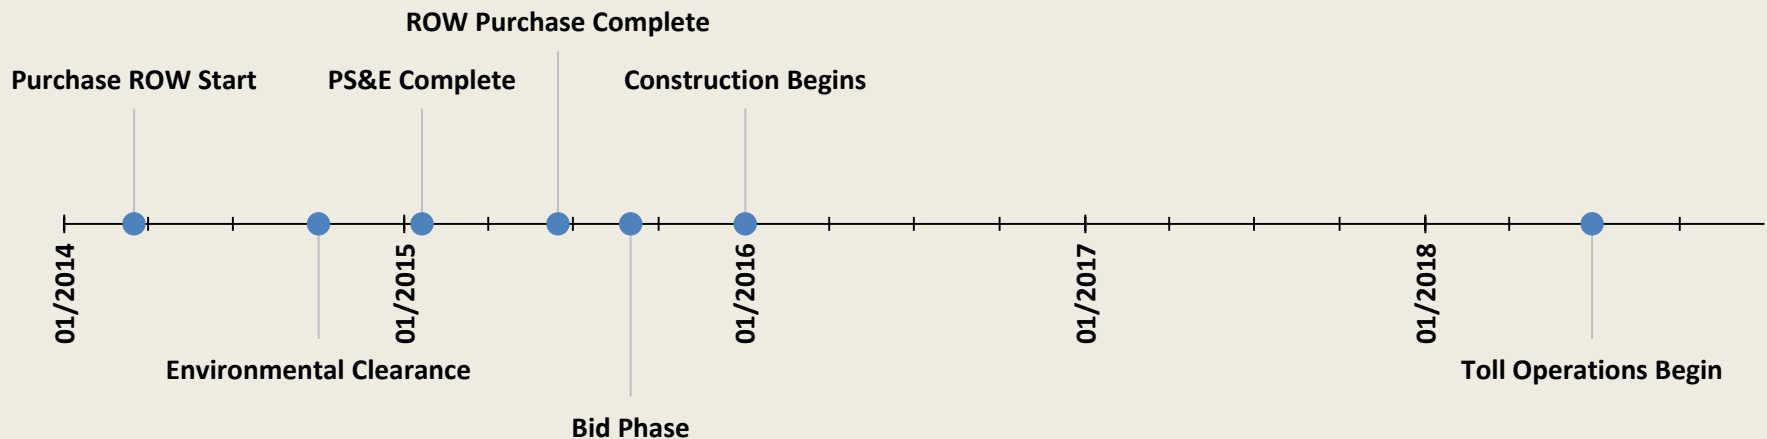 ROW Purchase Complete
Purchase ROW Start
PS&E Complete
Construction Begins
01/2014
01/2015
01/2016
01/2017
01/2018
Environmental Clearance
Toll Operations Begin
Bid Phase